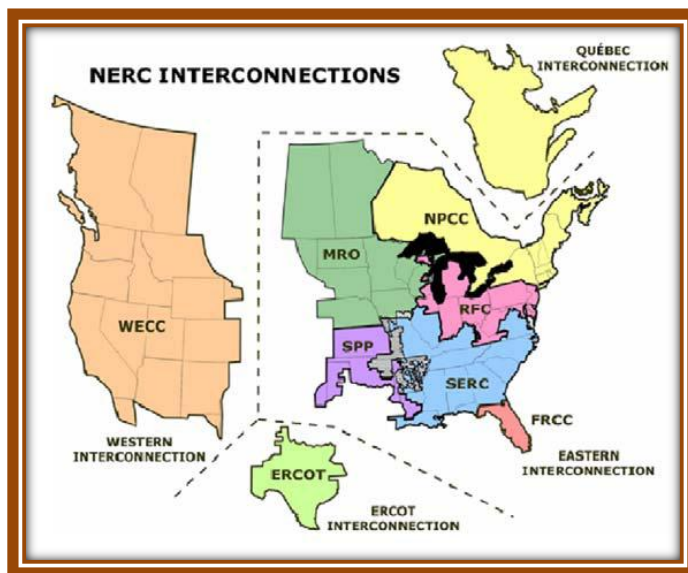 QUÉBEC
INTERCONNECTION
NERC INTERCONNECTIONS
NPCC
MRO
RFC
WECC
SPP
SERC
FRCC
WESTERN
INTERCONNECTION
EASTERN
INTERCONNECTION
ERCOT
ERCOT
INTERCONNECTION